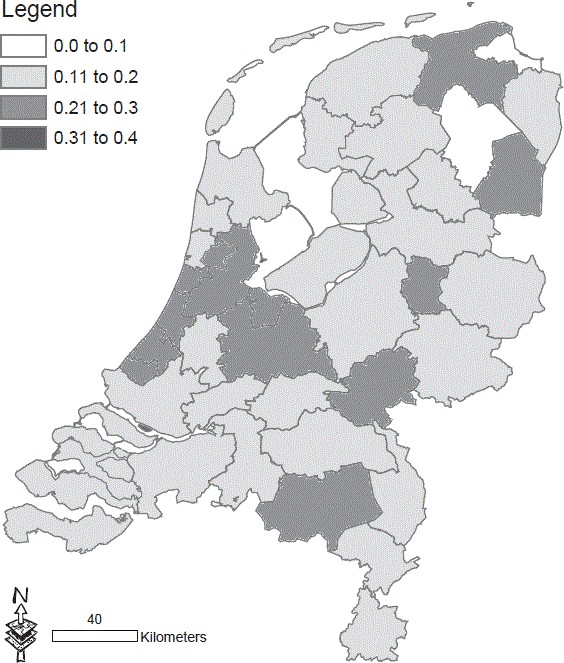 Legend
0.0 to 0.1
0.11 to 0.2
0.21 to 0.3
0.31 to 0.4
N
40
Kilometers